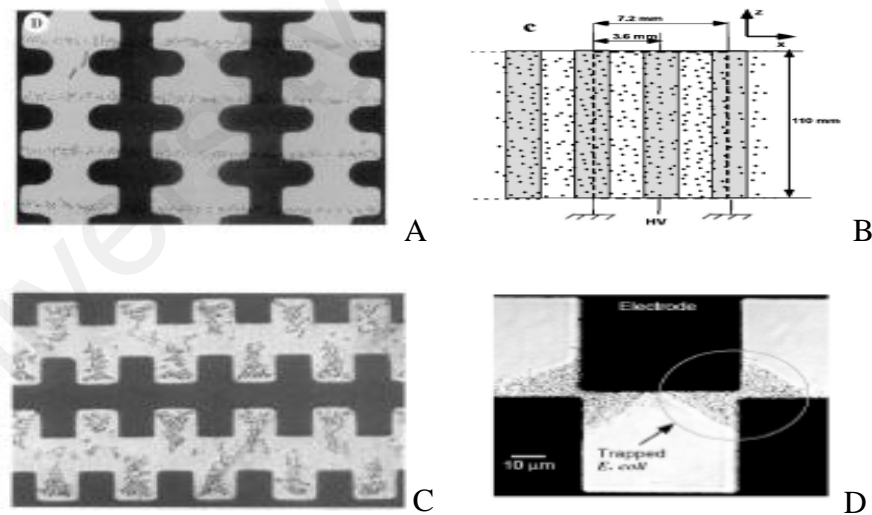 D
c
7.2 mm
3.6 mm
z
x
110 mm
HV
A
B
Electrode
Trapped
E. coli
10 µm
C
D